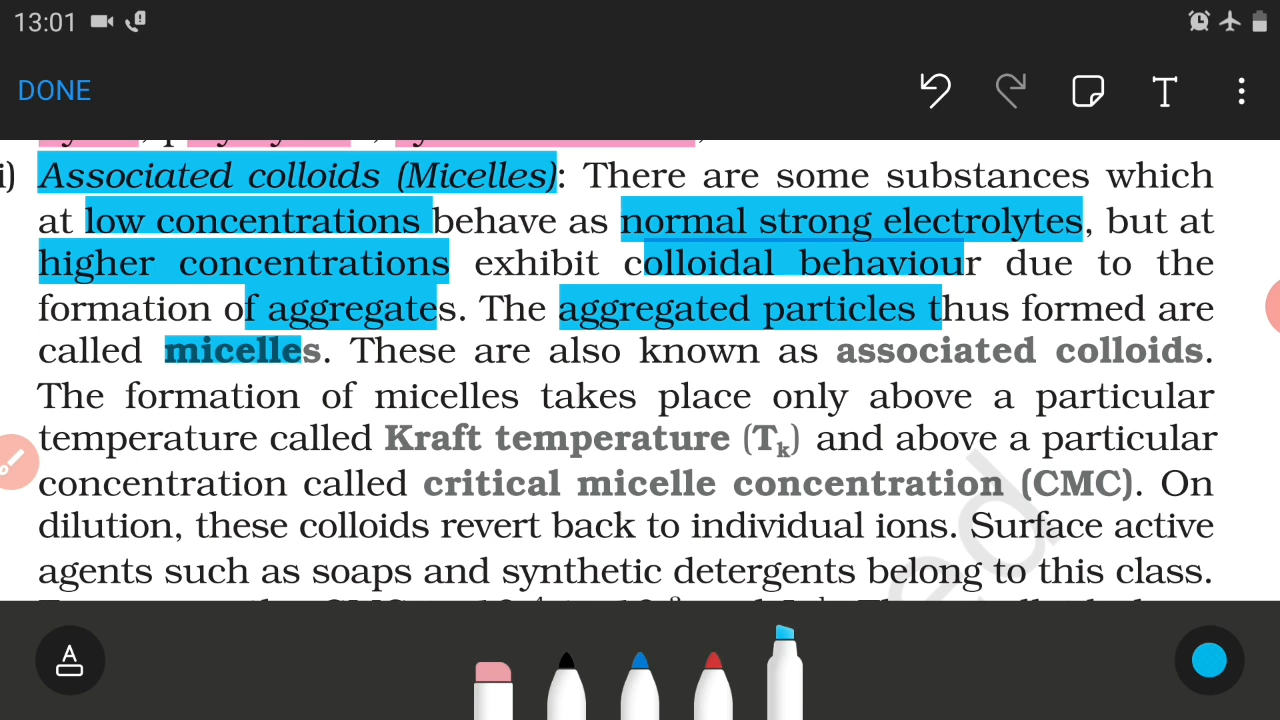 13:01
DONE
T
i) Associated colloids (Micelles): There are some substances which
at low concentrations behave as normal strong electrolytes, but at
higher concentrations exhibit colloidal behaviour due to the
formation of aggregates. The aggregated particles thus formed are
called micelles. These are also known as associated colloids.
The formation of micelles takes place only above a particular
temperature called Kraft temperature (Tₖ) and above a particular
concentration called critical micelle concentration (CMC). On
dilution, these colloids revert back to individual ions. Surface active
agents such as soaps and synthetic detergents belong to this class.
A